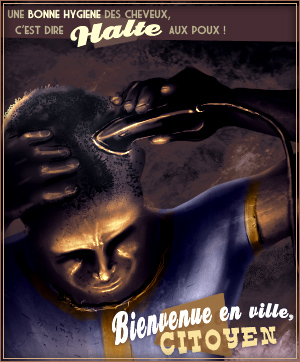 UNE BONNE HYGIENE DES CHEVEUX,
C'EST DIRE Halte AUX POUX !
Bienvenue en ville,
CITOYEN